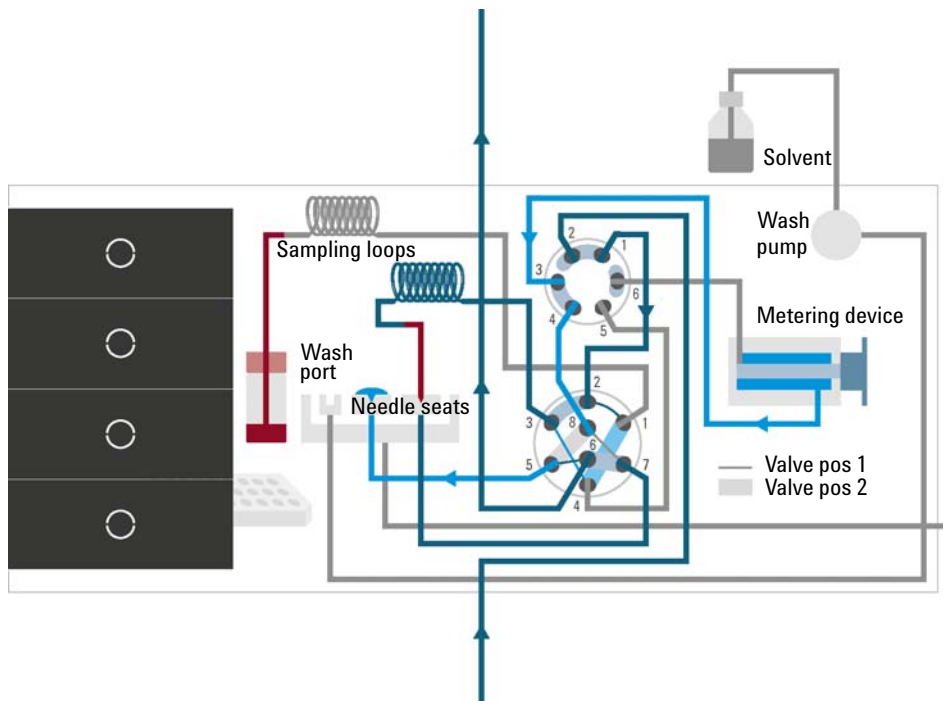 Solvent
Sampling loops
Wash
pump
2
1
3
6
4
5
Metering device
Wash
port
Needle seats
2
3
8
1
6
5
7
4
Valve pos 1
Valve pos 2